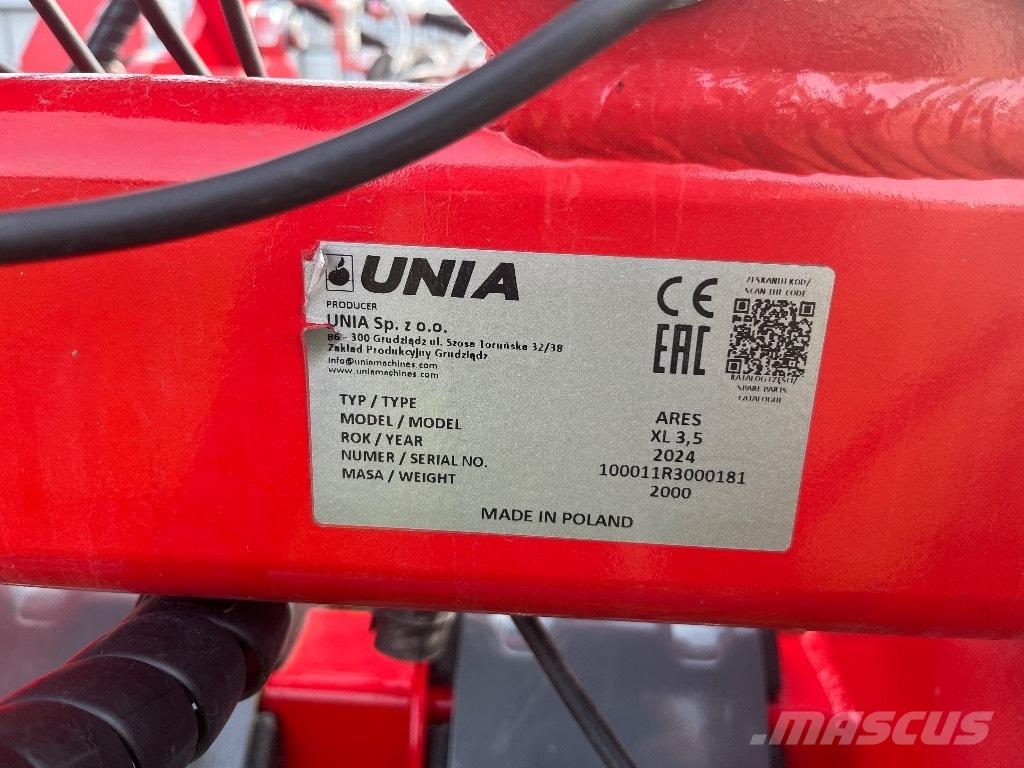 UNIA
PRODUCER
UNIA Sp. z o.o.
86 - 300 Grudziądz ul. Szosa Toruńska 32/38
Zakład Produkcyjny Grudziądz
info@uniamachines.com
www.uniamachines.com
CE
EAC
ZESKANUJ KOD/
SCAN THE CODE
KATALOG CZĘŚCI/
SPARE PARTS
CATALOGUE
TYP / TYPE ARES
MODEL / MODEL XL 3,5
ROK / YEAR 2024
NUMER / SERIAL NO. 100011R3000181
MASA / WEIGHT 2000
MADE IN POLAND
MASCUS